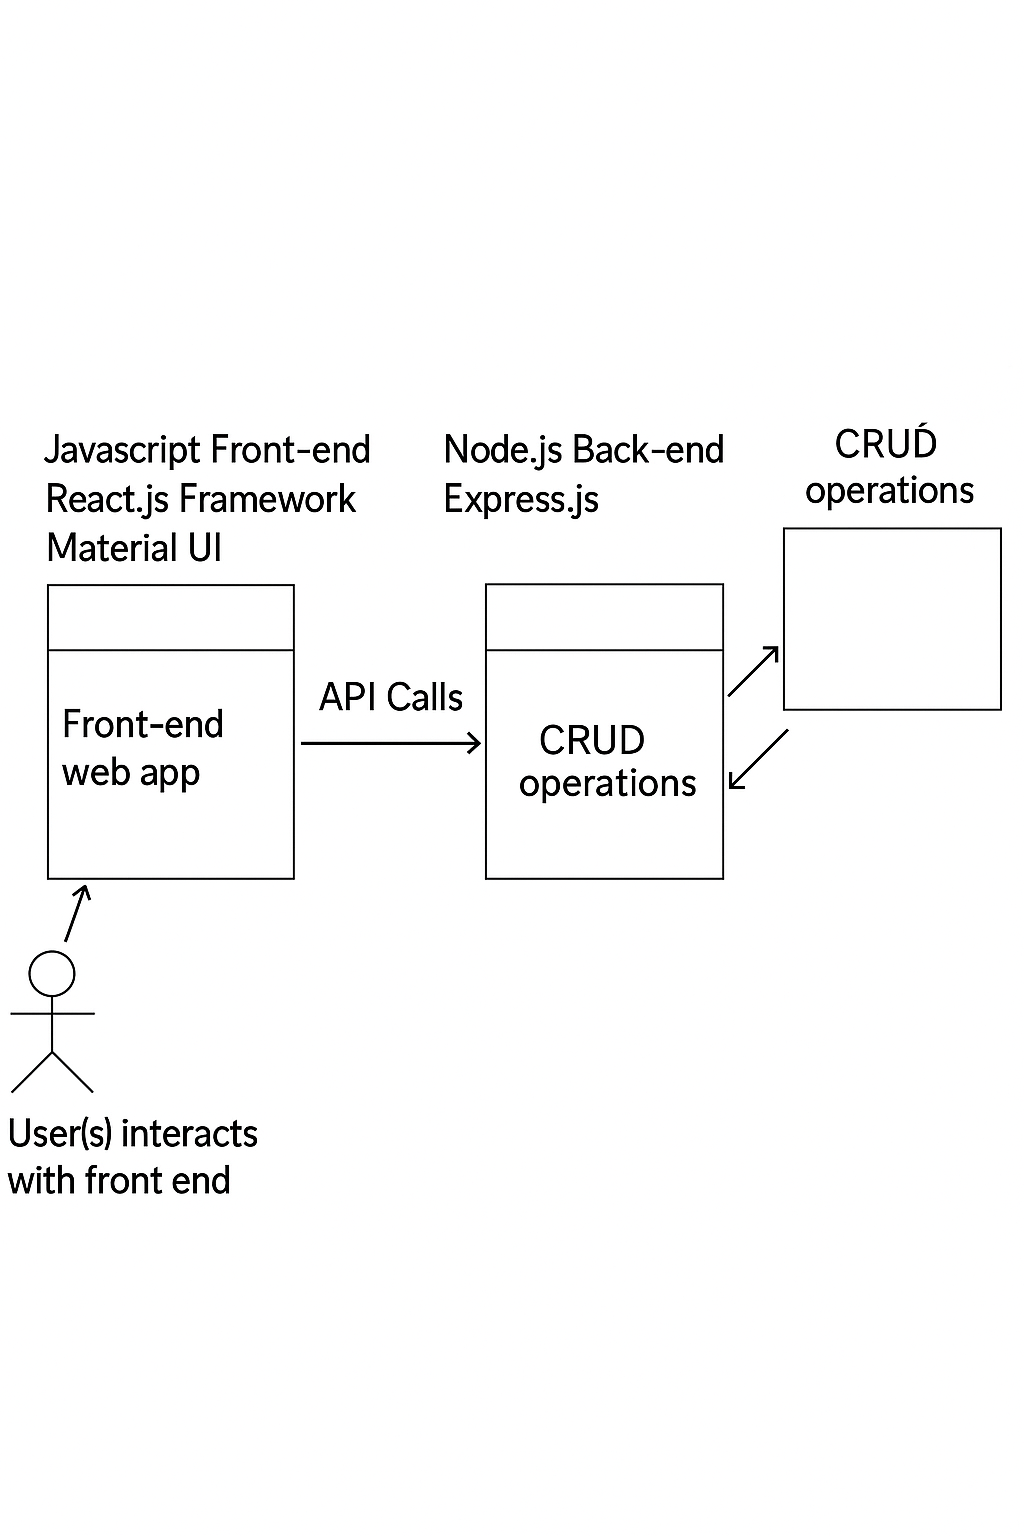 Javascript Front-end
React.js Framework
Material UI
Node.js Back-end
Express.js
CRUD́
operations
Front-end
web app
API Calls
CRUD
operations
User(s) interacts
with front end